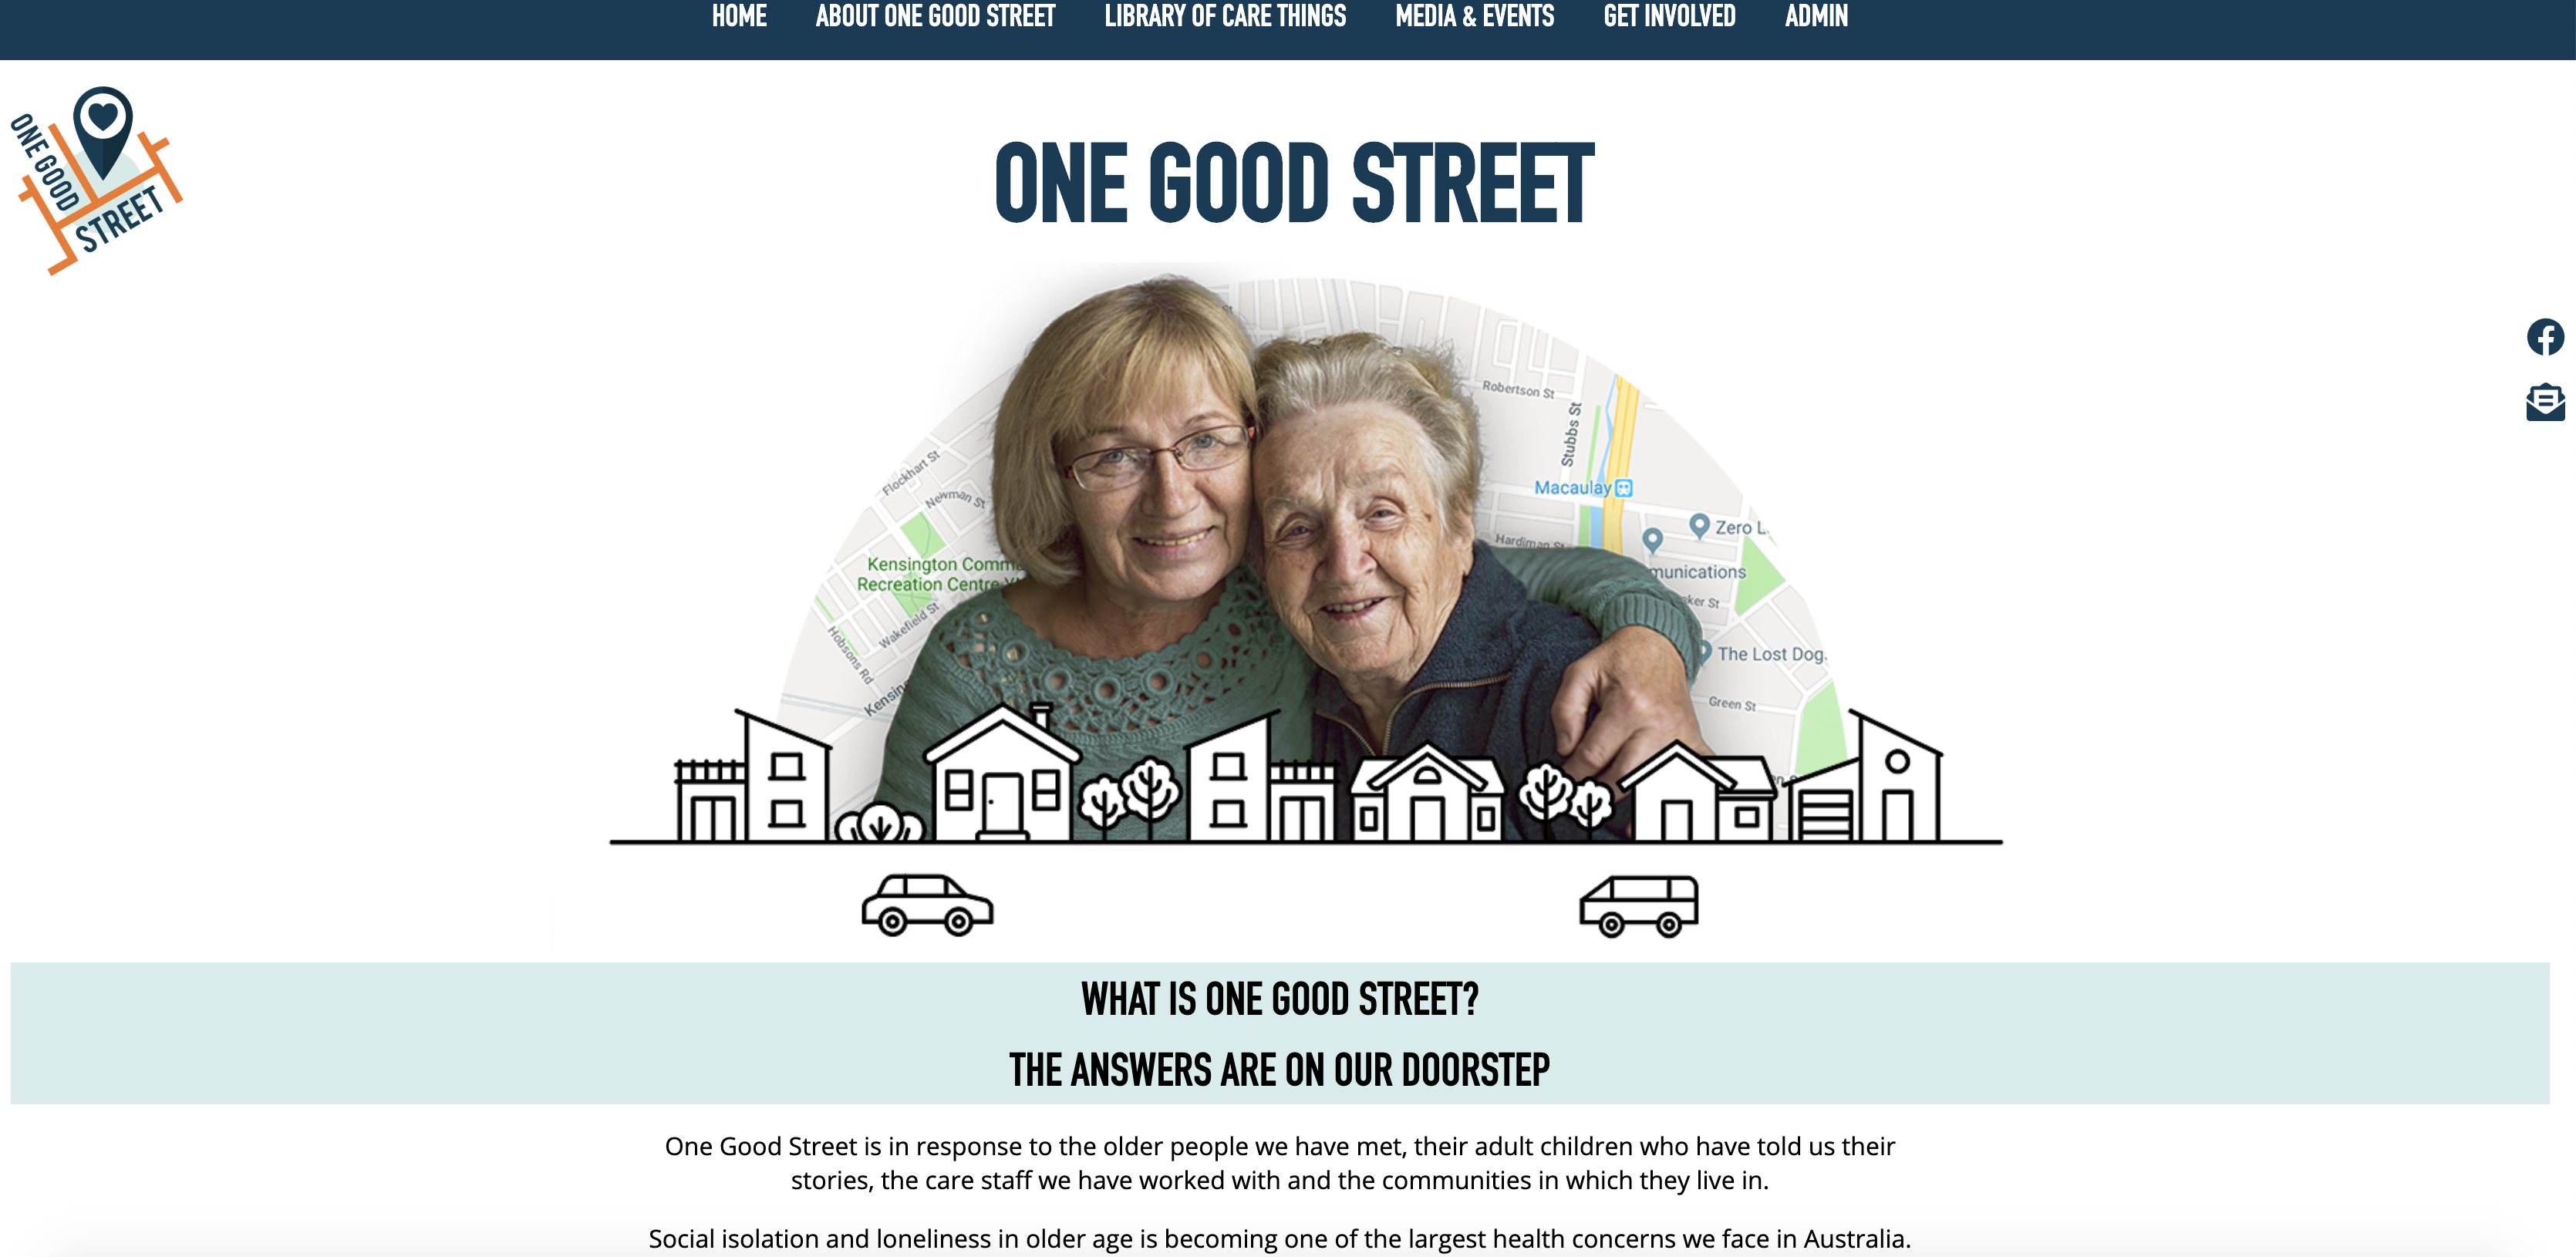 HOME ABOUT ONE GOOD STREET LIBRARY OF CARE THINGS MEDIA & EVENTS GET INVOLVED ADMIN
ONE GOOD
STREET
ONE GOOD STREET
St
Robertson St
Stubbs St
Flockhart St
Newman St
Macaulay
Zero L
Hardiman St
Kensington Comm
Recreation Centre
munications
ker St
Wakefield St
Hobsons Rd
The Lost Dog
Kensin
Green St
WHAT IS ONE GOOD STREET?
THE ANSWERS ARE ON OUR DOORSTEP
One Good Street is in response to the older people we have met, their adult children who have told us their
stories, the care staff we have worked with and the communities in which they live in.
Social isolation and loneliness in older age is becoming one of the largest health concerns we face in Australia.